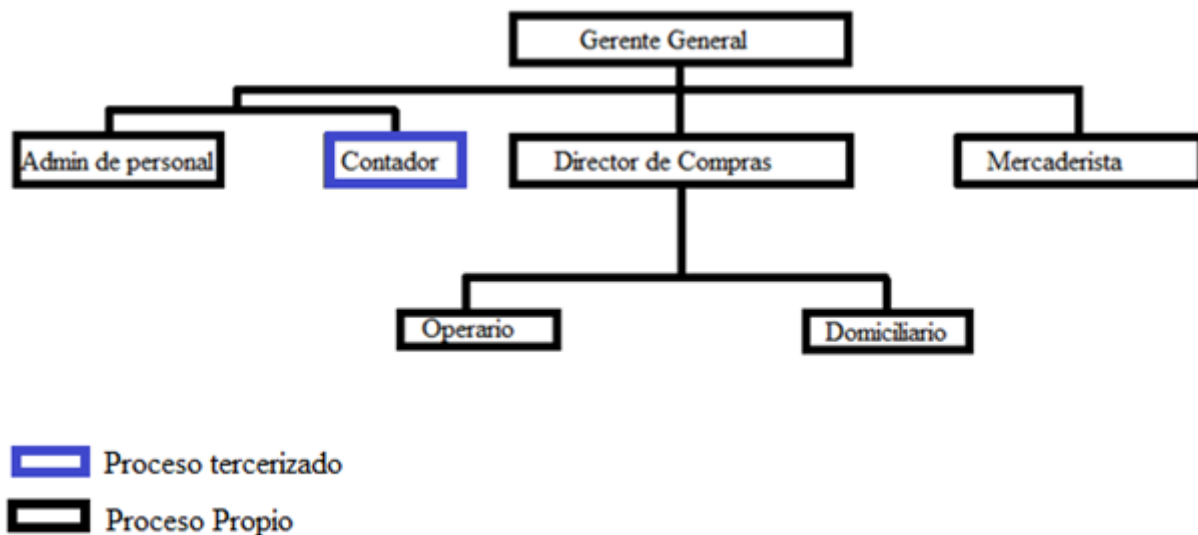 Gerente General
Admin de personal
Contador
Director de Compras
Mercaderista
Operario
Domiciliario
Proceso tercerizado
Proceso Propio